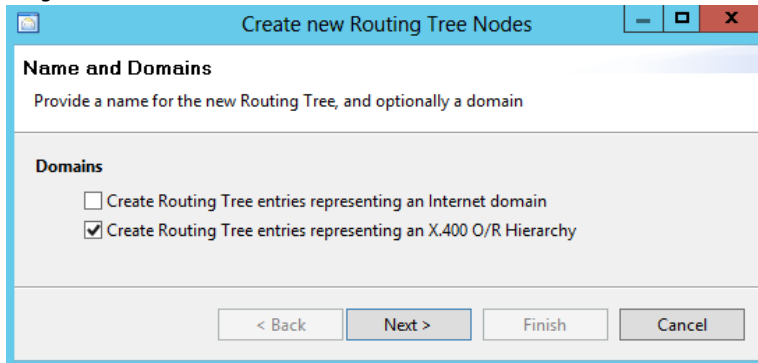 Create new Routing Tree Nodes
Name and Domains
Provide a name for the new Routing Tree, and optionally a domain
Domains
Create Routing Tree entries representing an Internet domain
Create Routing Tree entries representing an X.400 O/R Hierarchy
< Back Next > Finish Cancel